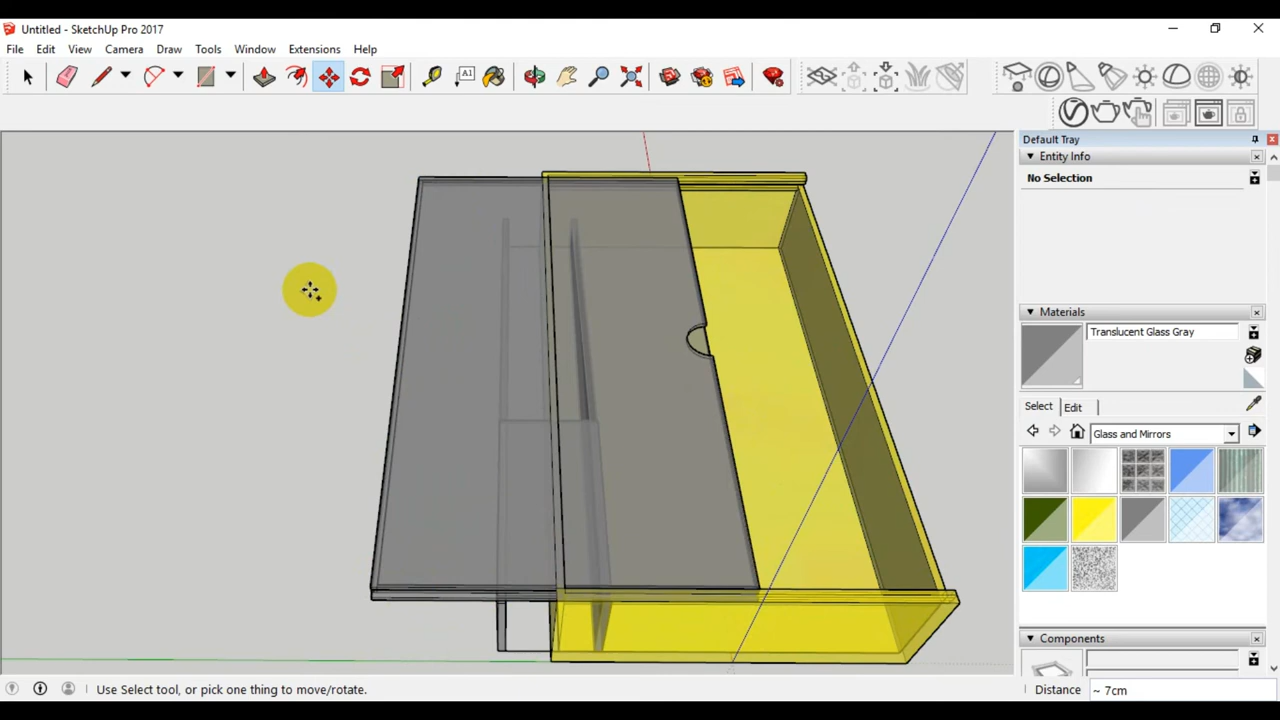 Untitled - SketchUp Pro 2017
File Edit View Camera Draw Tools Window Extensions Help
A1
Default Tray
Entity Info
No Selection
Materials
Translucent Glass Gray
Select Edit
Glass and Mirrors
Components
Use Select tool, or pick one thing to move/rotate.
Distance ~ 7cm